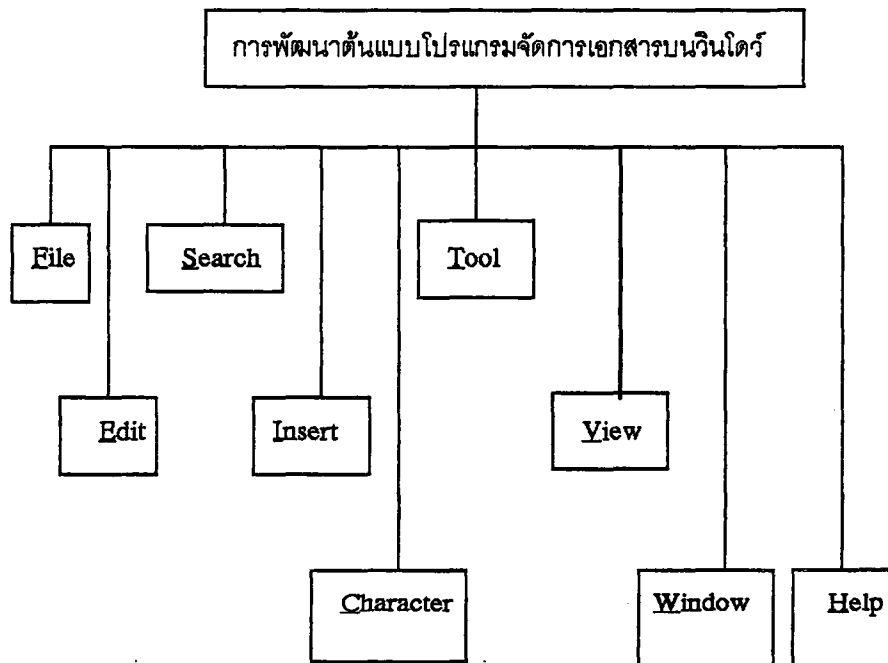 การพัฒนาต้นแบบโปรแกรมจัดการเอกสารบนวินโดว์
File
Search
Tool
Edit
Insert
View
Character
Window
Help